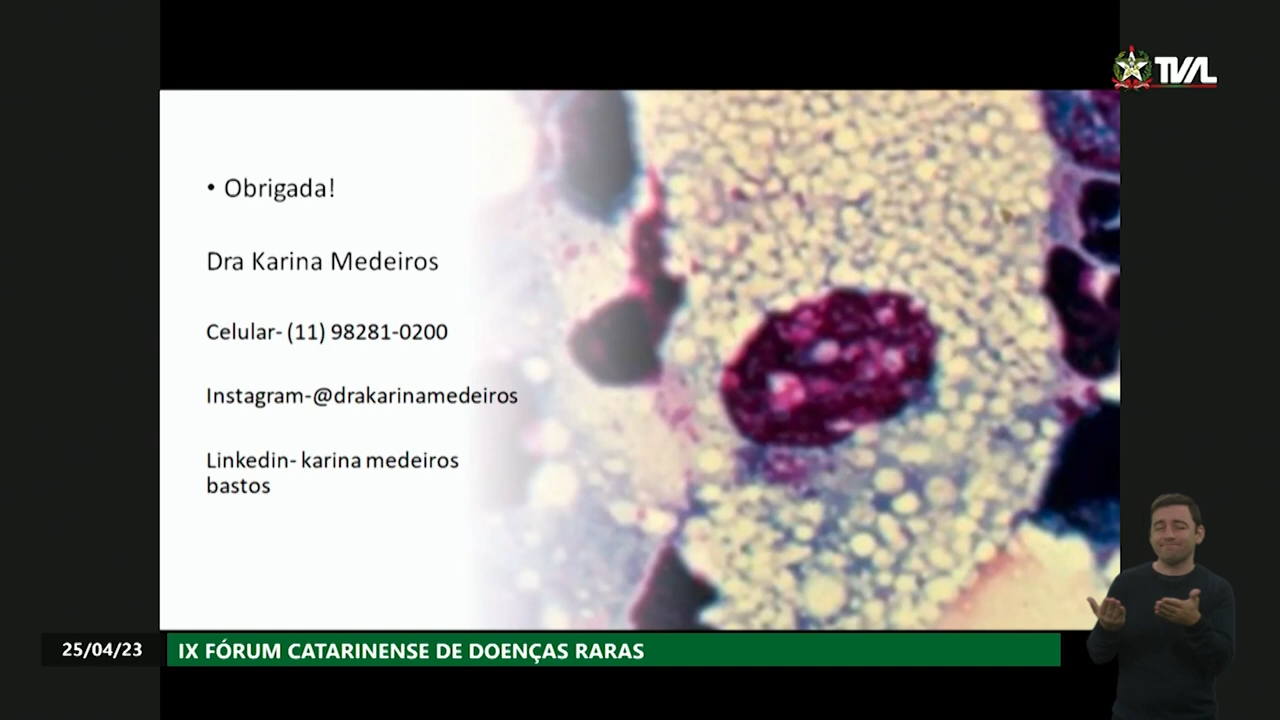 TVAL
• Obrigada!
Dra Karina Medeiros
Celular- (11) 98281-0200
Instagram-@drakarinamedeiros
Linkedin- karina medeiros
bastos
25/04/23
IX FÓRUM CATARINENSE DE DOENÇAS RARAS